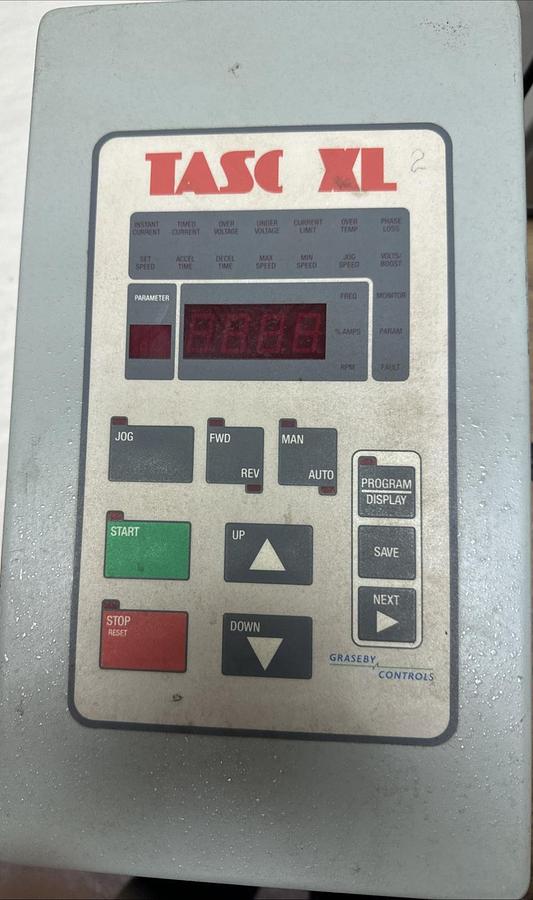 TASC XL 2
INSTANT CURRENT
TIMED CURRENT
OVER VOLTAGE
UNDER VOLTAGE
CURRENT LIMIT
OVER TEMP
PHASE LOSS
SET SPEED
ACCEL TIME
DECEL TIME
MAX SPEED
MIN SPEED
JOG SPEED
VOLTS/ BOOST
PARAMETER
FREQ
MONITOR
%AMPS
PARAM
RPM
FAULT
JOG
FWD
REV
MAN
AUTO
PROGRAM
DISPLAY
START
UP
SAVE
STOP
RESET
DOWN
NEXT
GRASEBY
CONTROLS